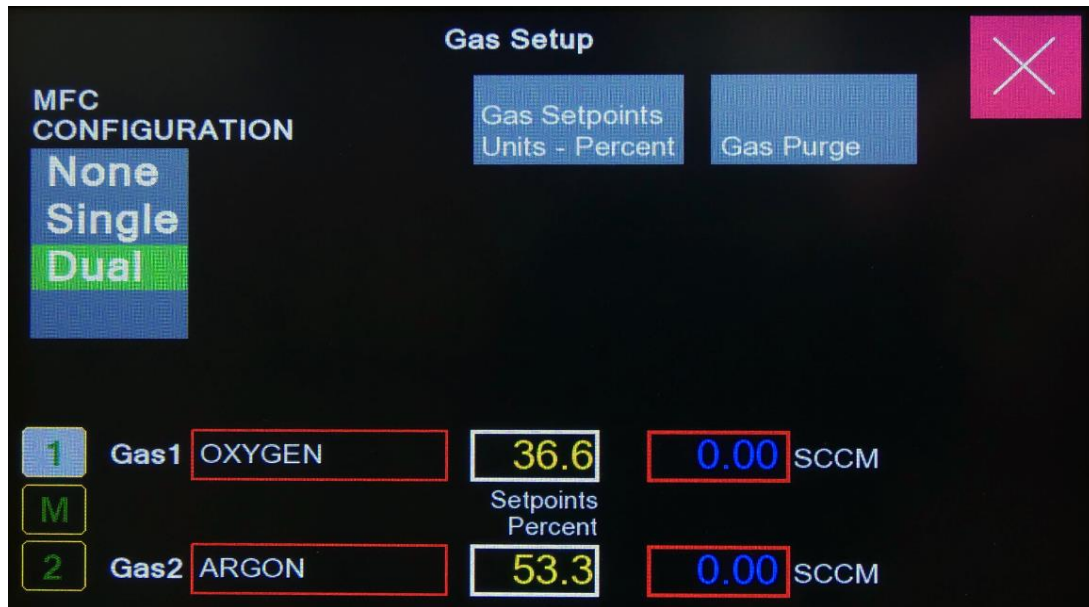 Gas Setup
MFC
CONFIGURATION
None
Single
Dual
Gas Setpoints
Units - Percent
Gas Purge
1 Gas1 OXYGEN 36.6 0.00 SCCM
M Setpoints
Percent
2 Gas2 ARGON 53.3 0.00 SCCM